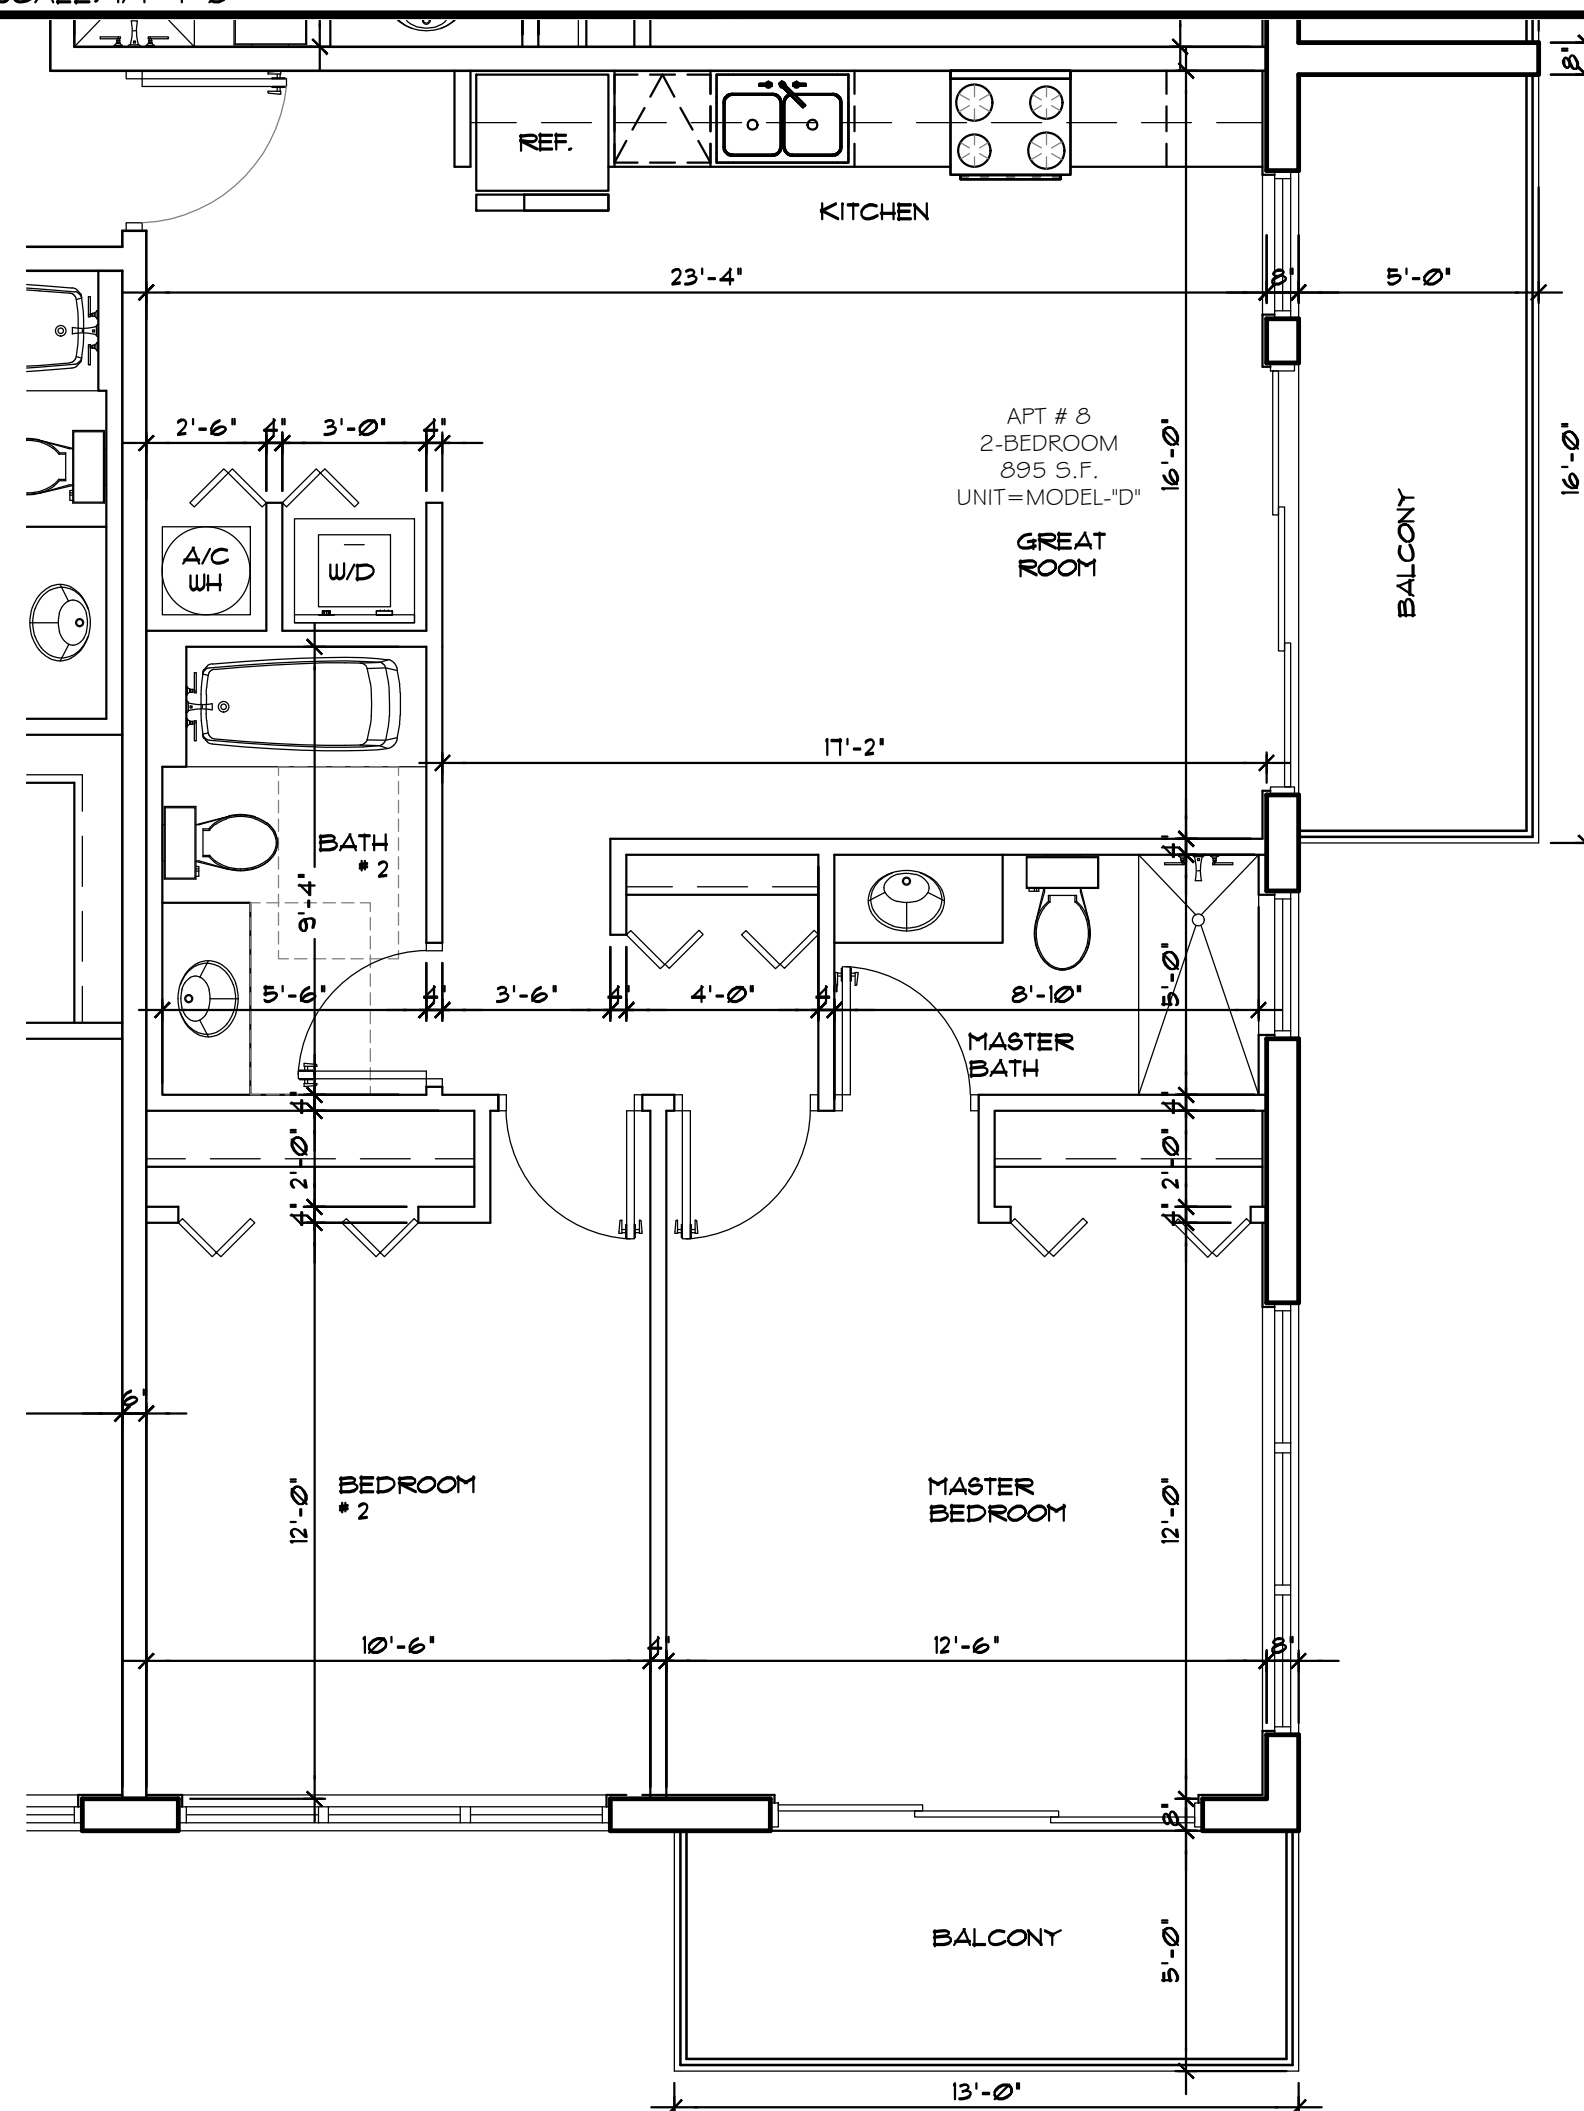 8"
REF.
KITCHEN
23'-4"
8"
5'-0"
2'-6"
4"
3'-0"
4"
APT # 8
2-BEDROOM
895 S.F.
UNIT=MODEL-"D"
16'-0"
16'-0"
GREAT
ROOM
BALCONY
A/C
WH
W/D
17'-2"
BATH
# 2
4"
9'-4"
5'-6"
4"
3'-6"
4"
4'-0"
4"
8'-10"
5'-0"
MASTER
BATH
4"
4"
2'-0"
2'-0"
4"
4"
6"
BEDROOM
# 2
12'-0"
MASTER
BEDROOM
12'-0"
10'-6"
4"
12'-6"
8"
8"
BALCONY
5'-0"
13'-0"